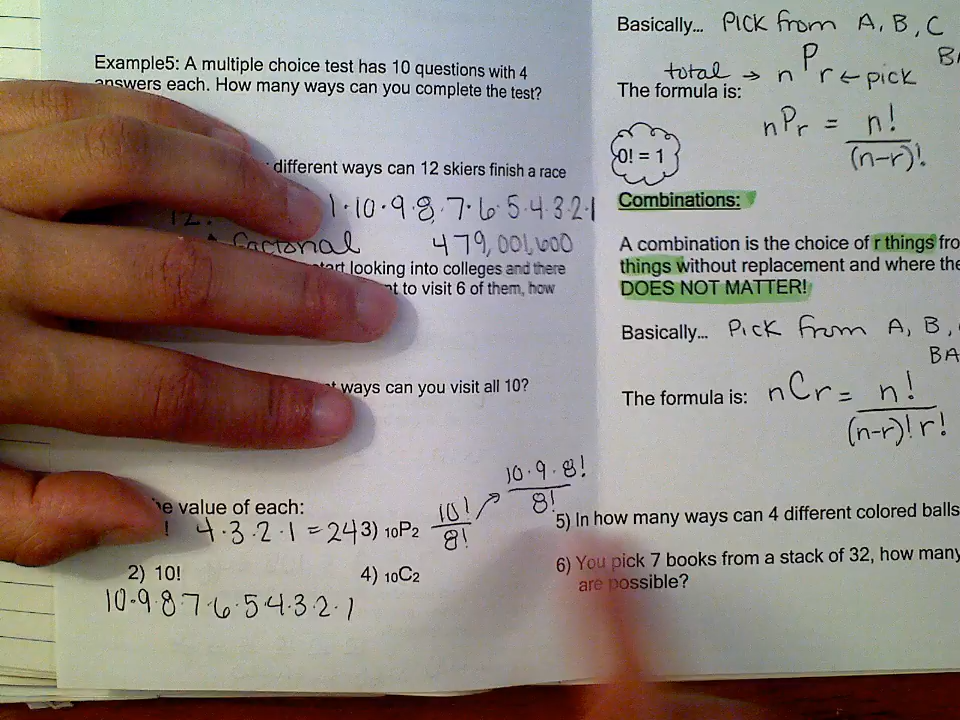 Example5: A multiple choice test has 10 questions with 4
answers each. How many ways can you complete the test?
different ways can 12 skiers finish a race
1·10·9·8·7·6·5·4·3·2·1
factorial 479,001,600
start looking into colleges and there
to visit 6 of them, how
ways can you visit all 10?
value of each:
! 4·3·2·1 = 24
3) 10P2 10!/8! → 10·9·8!/8!
2) 10!
4) 10C2
10·9·8·7·6·5·4·3·2·1
Basically... PICK from A, B, C
BA
total → nPr ← pick
The formula is:
nPr = n!/(n-r)!
0! = 1
Combinations:
A combination is the choice of r things fro
things without replacement and where the
DOES NOT MATTER!
Basically... PICK from A, B,
BA
The formula is: nCr = n!/(n-r)! r!
5) In how many ways can 4 different colored balls
6) You pick 7 books from a stack of 32, how many
are possible?